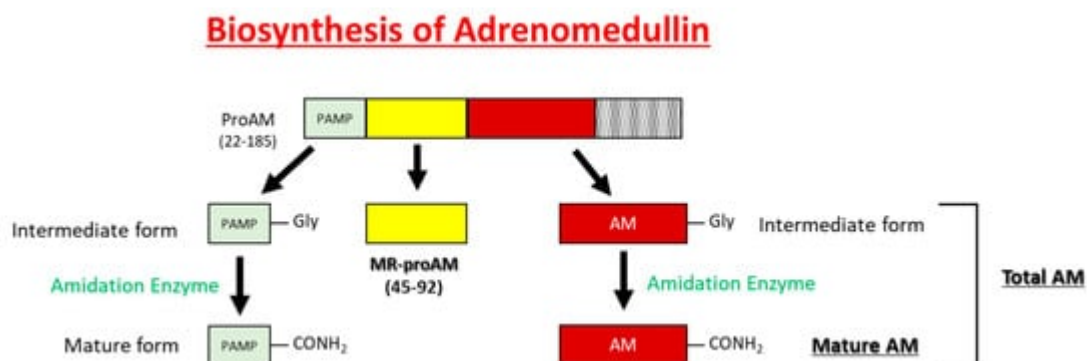 Biosynthesis of Adrenomedullin
ProAM
(22-185)
PAMP
Intermediate form
PAMP
Gly
AM
Gly
Intermediate form
MR-proAM
(45-92)
Amidation Enzyme
Amidation Enzyme
Total AM
Mature form
PAMP
CONH₂
AM
CONH₂
Mature AM